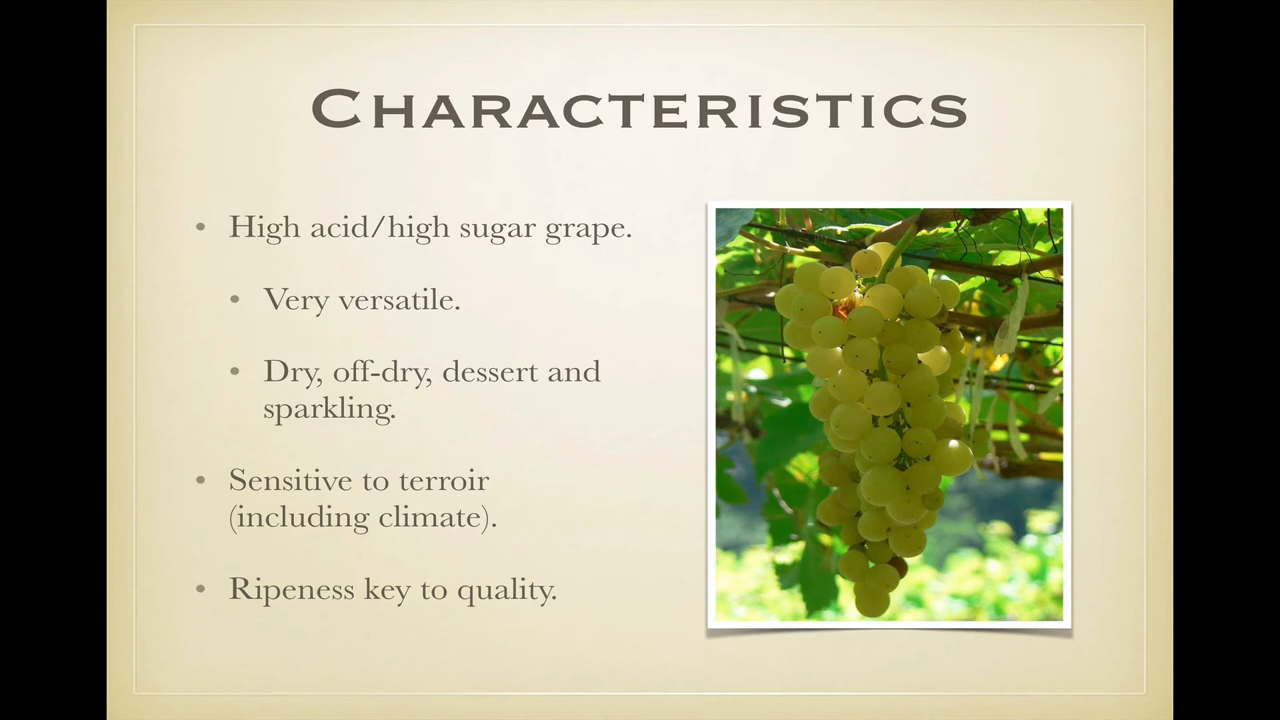 Characteristics
• High acid/high sugar grape.
• Very versatile.
• Dry, off-dry, dessert and
sparkling.
• Sensitive to terroir
(including climate).
• Ripeness key to quality.